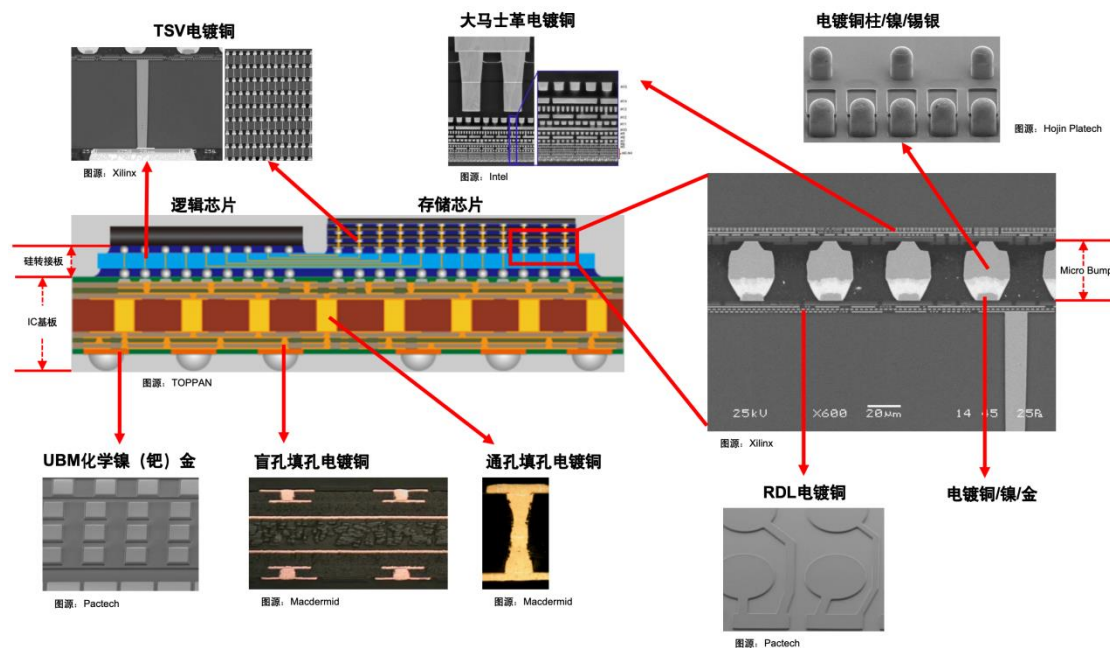 TSV电镀铜
大马士革电镀铜
电镀铜柱/镍/锡银
图源：Xilinx
图源：Intel
图源：Hojin Platech
逻辑芯片
存储芯片
硅转接板
IC基板
Micro Bump
图源：TOPPAN
25kV X600 20μm 14 45 25PA
图源：Xilinx
UBM化学镍（钯）金
盲孔填孔电镀铜
通孔填孔电镀铜
RDL电镀铜
电镀铜/镍/金
图源：Pactech
图源：Macdermid
图源：Macdermid
图源：Pactech